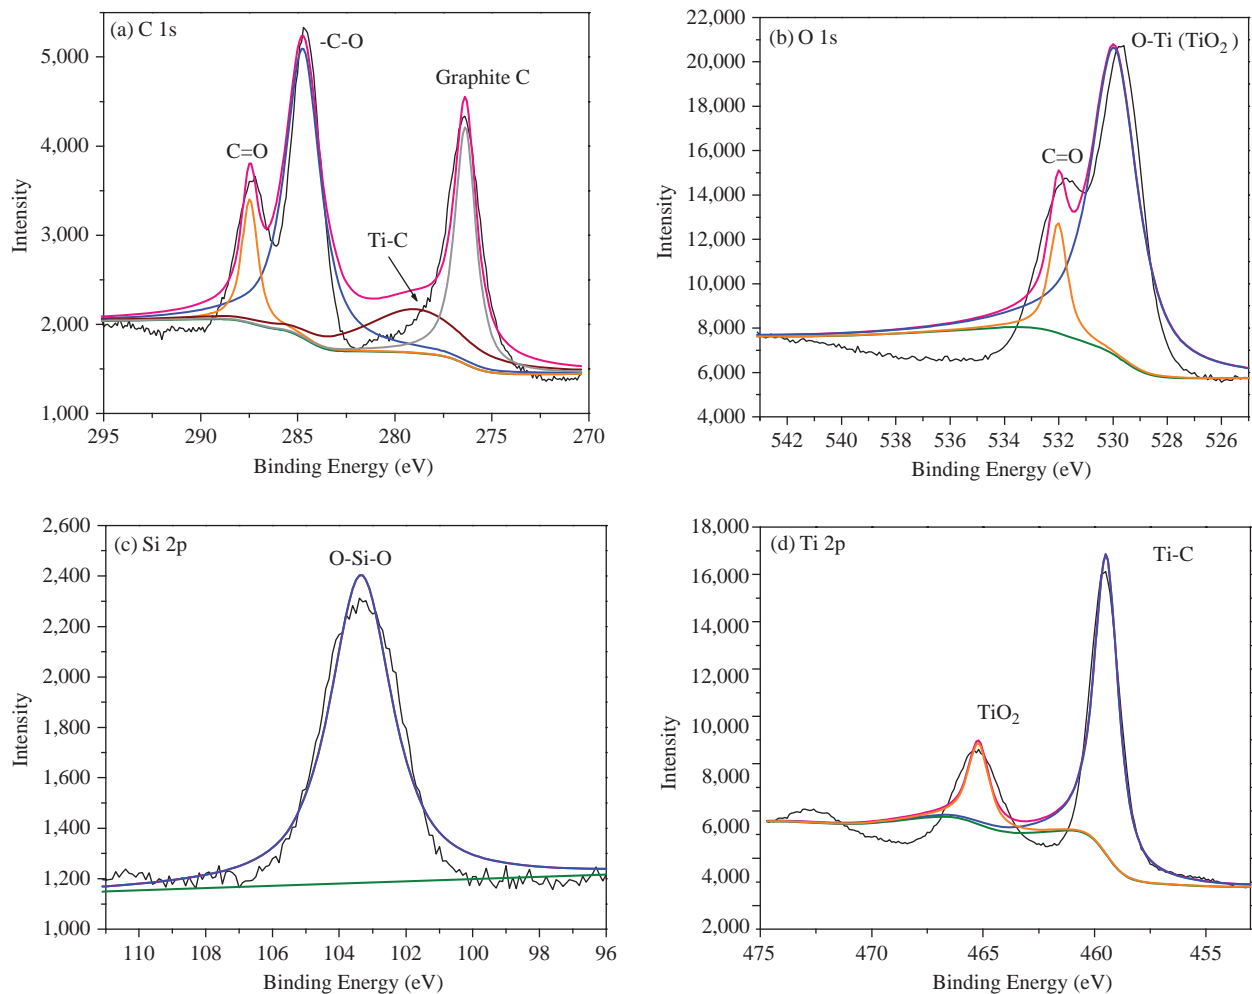 (a) C 1s
-C-O
Graphite C
C=O
Ti-C
5,000
4,000
3,000
2,000
1,000
Intensity
295 290 285 280 275 270
Binding Energy (eV)
(b) O 1s
O-Ti (TiO2)
C=O
22,000
20,000
18,000
16,000
14,000
12,000
10,000
8,000
6,000
4,000
Intensity
542 540 538 536 534 532 530 528 526
Binding Energy (eV)
(c) Si 2p
O-Si-O
2,600
2,400
2,200
2,000
1,800
1,600
1,400
1,200
1,000
Intensity
110 108 106 104 102 100 98 96
Binding Energy (eV)
(d) Ti 2p
Ti-C
TiO2
18,000
16,000
14,000
12,000
10,000
8,000
6,000
4,000
2,000
Intensity
475 470 465 460 455
Binding Energy (eV)